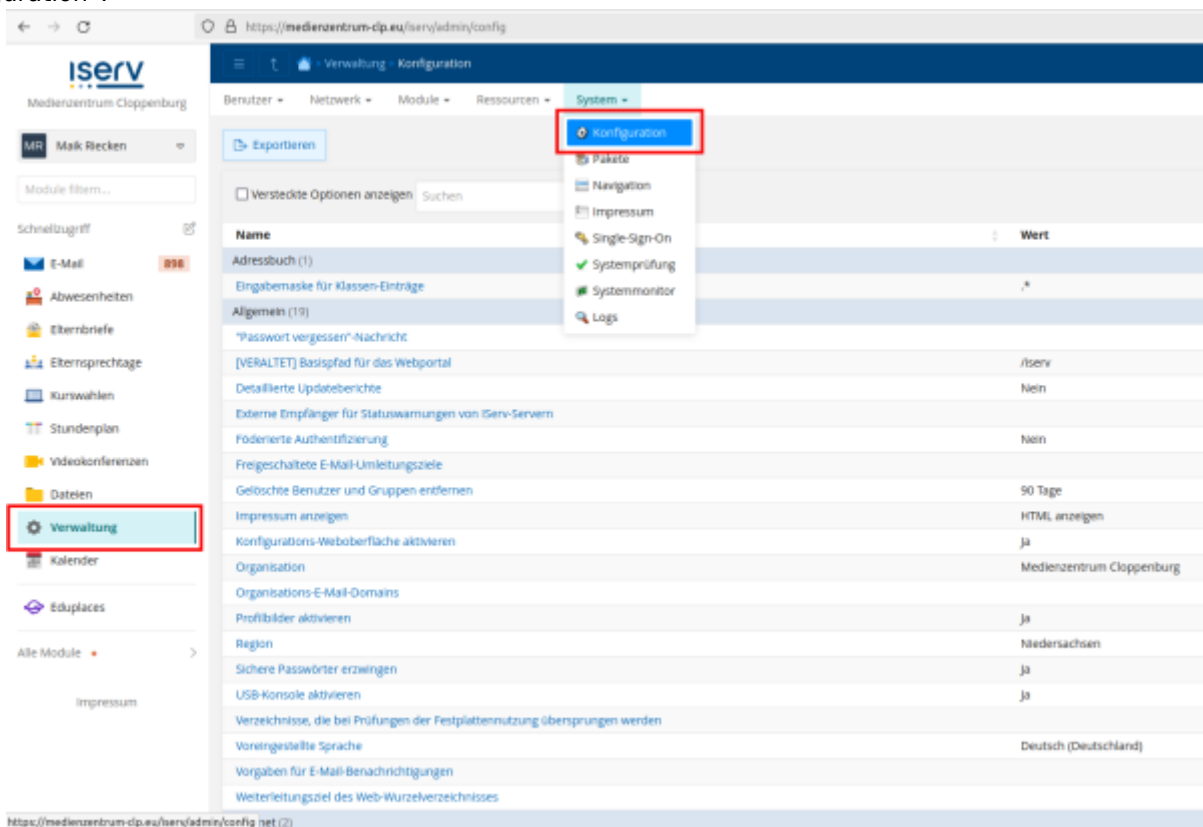 uration".
https://medienzentrum-clp.eu/iserv/admin/config
Iserv
Medienzentrum Cloppenburg
MR Maik Riecken
Module filtern...
Schnellzugriff
E-Mail 898
Abwesenheiten
Elternbriefe
Elternsprechtage
Kurswahlen
Stundenplan
Videokonferenzen
Dateien
Verwaltung
Kalender
Eduplaces
Alle Module
Impressum
Verwaltung Konfiguration
Benutzer Netzwerk Module Ressourcen System
Konfiguration
Pakete
Navigation
Impressum
Single-Sign-On
Systemprüfung
Systemmonitor
Logs
Exportieren
Versteckte Optionen anzeigen Suchen
Name Wert
Adressbuch (1)
Eingabemaske für Klassen-Einträge .*
Allgemein (19)
"Passwort vergessen"-Nachricht
[VERALTET] Basispfad für das Webportal /iserv
Detaillierte Updateberichte Nein
Externe Empfänger für Statuswarnungen von IServ-Servern
Föderierte Authentifizierung Nein
Freigeschaltete E-Mail-Umleitungsziele
Gelöschte Benutzer und Gruppen entfernen 90 Tage
Impressum anzeigen HTML anzeigen
Konfigurations-Weboberfläche aktivieren Ja
Organisation Medienzentrum Cloppenburg
Organisations-E-Mail-Domains
Profilbilder aktivieren Ja
Region Niedersachsen
Sichere Passwörter erzwingen Ja
USB-Konsole aktivieren Ja
Verzeichnisse, die bei Prüfungen der Festplattennutzung übersprungen werden
Voreingestellte Sprache Deutsch (Deutschland)
Vorgaben für E-Mail-Benachrichtigungen
Weiterleitungsziel des Web-Wurzelverzeichnisses
https://medienzentrum-clp.eu/iserv/admin/config net (2)